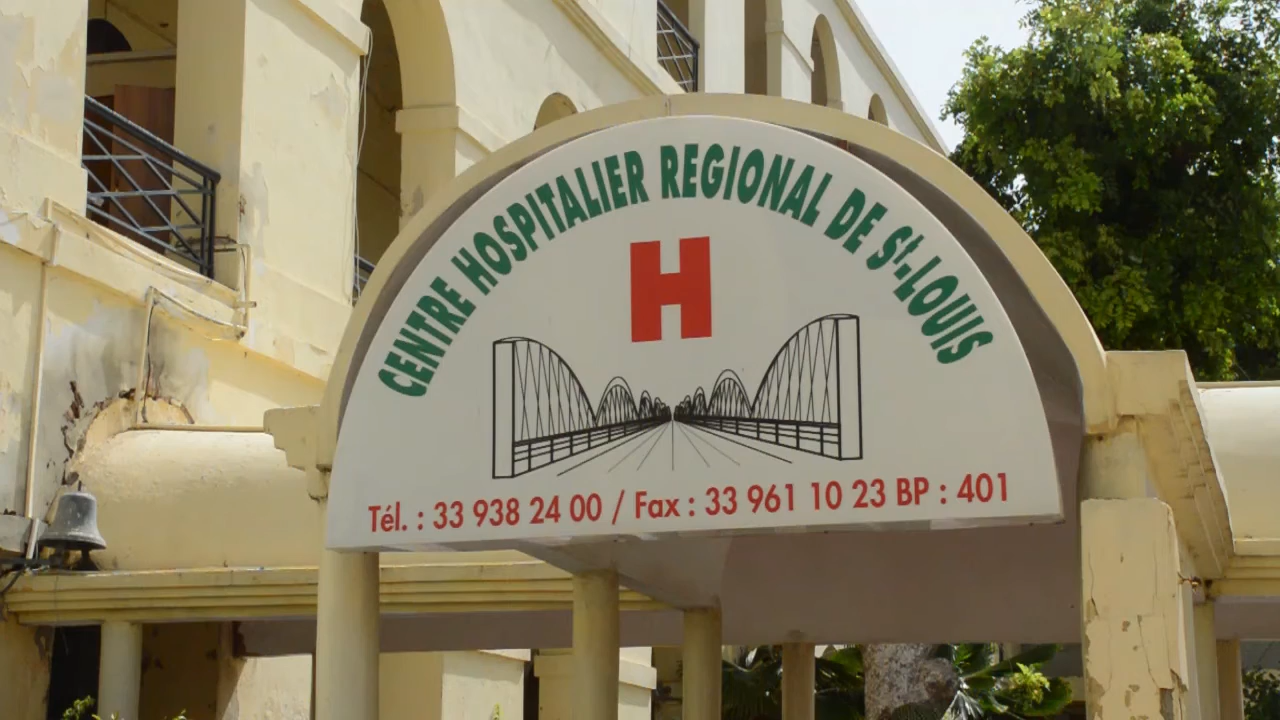 CENTRE HOSPITALIER REGIONAL DE St.-LOUIS
H
Tél. : 33 938 24 00 / Fax : 33 961 10 23 BP : 401